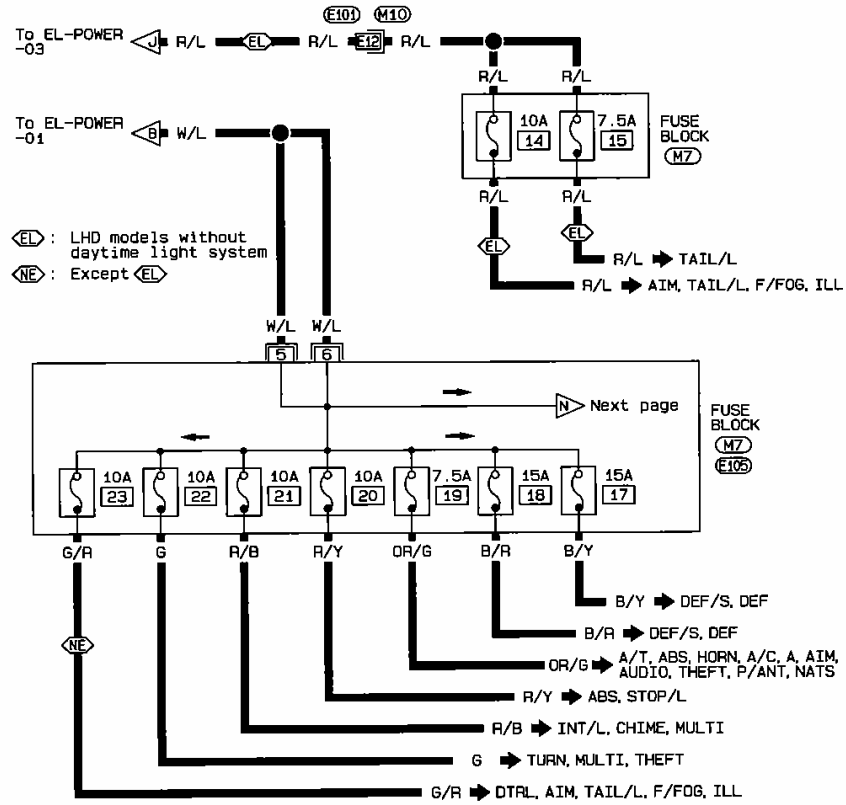 E101 M10
To EL-POWER
-03
J R/L EL R/L E12 R/L
R/L R/L
10A 14 7.5A 15
FUSE
BLOCK
M7
R/L R/L
EL EL
R/L TAIL/L
R/L AIM, TAIL/L, F/FOG, ILL
To EL-POWER
-01
B W/L
EL : LHD models without
daytime light system
NE : Except EL
W/L W/L
5 6
N Next page
FUSE
BLOCK
M7
E105
10A 23 10A 22 10A 21 10A 20 7.5A 19 15A 18 15A 17
G/R G R/B R/Y OR/G B/R B/Y
NE
B/Y DEF/S, DEF
B/R DEF/S, DEF
OR/G A/T, ABS, HORN, A/C, A, AIM,
AUDIO, THEFT, P/ANT, NATS
R/Y ABS, STOP/L
R/B INT/L, CHIME, MULTI
G TURN, MULTI, THEFT
G/R DTRL, AIM, TAIL/L, F/FOG, ILL